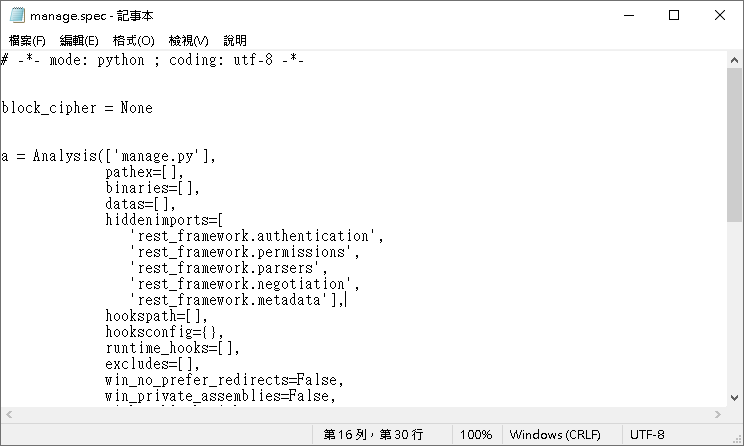 manage.spec - 記事本
檔案(F) 編輯(E) 格式(O) 檢視(V) 說明
# -*- mode: python ; coding: utf-8 -*-
block_cipher = None
a = Analysis(['manage.py'],
pathex=[],
binaries=[],
datas=[],
hiddenimports=[
'rest_framework.authentication',
'rest_framework.permissions',
'rest_framework.parsers',
'rest_framework.negotiation',
'rest_framework.metadata'],
hookspath=[],
hooksconfig={},
runtime_hooks=[],
excludes=[],
win_no_prefer_redirects=False,
win_private_assemblies=False,
第 16 列，第 30 行 100% Windows (CRLF) UTF-8